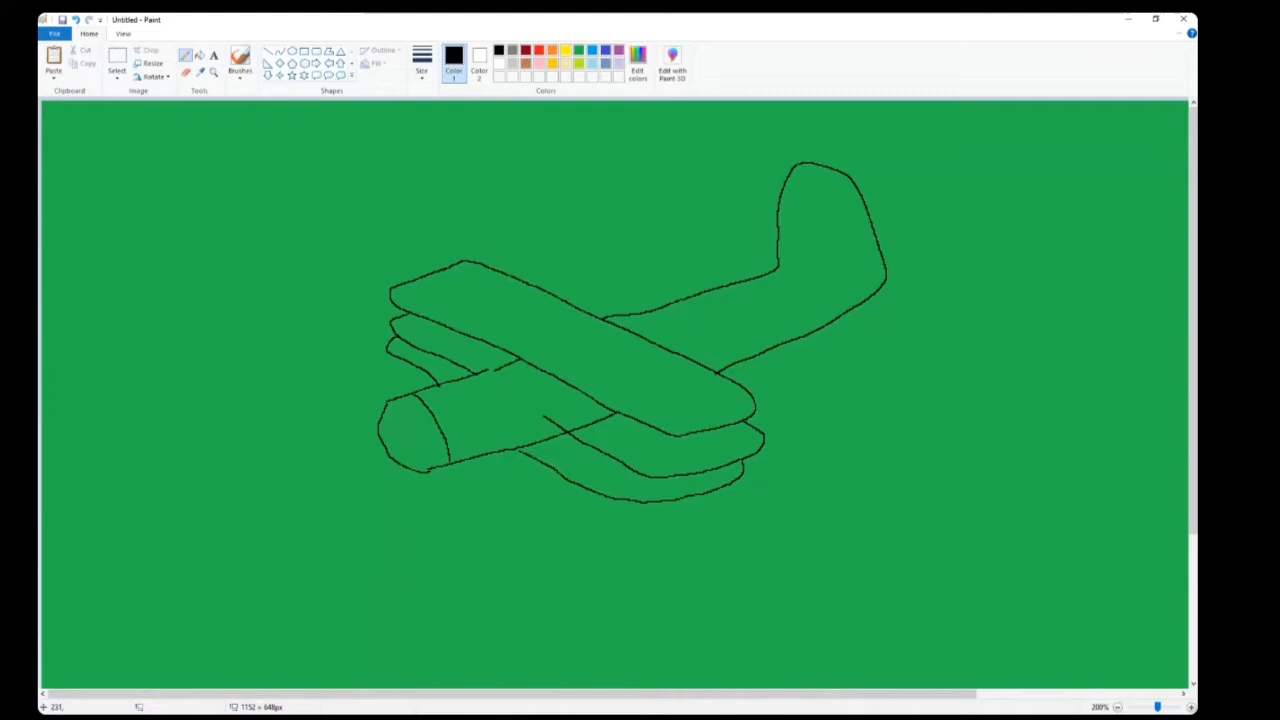 Untitled - Paint
File Home View
Paste
Cut
Copy
Clipboard
Select
Crop
Resize
Rotate
Image
A
Tools
Brushes
Outline
Fill
Shapes
Size
Color
1
Color
2
Edit
colors
Edit with
Paint 3D
Colors
231,
1152 × 648px
200%